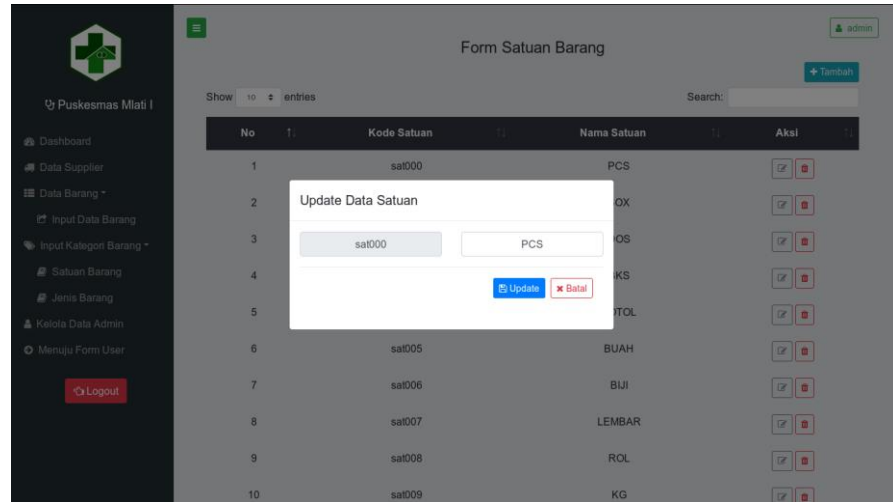 admin
Form Satuan Barang
+ Tambah
Puskesmas Mlati I
Show 10 entries
Search:
No Kode Satuan Nama Satuan Aksi
Dashboard
Data Supplier
Data Barang
Input Data Barang
Input Kategori Barang
Satuan Barang
Jenis Barang
Kelola Data Admin
Menuju Form User
Logout
1 sat000 PCS
2
3
4
5
6 sat005 BUAH
7 sat006 BIJI
8 sat007 LEMBAR
9 sat008 ROL
10 sat009 KG
Update Data Satuan
sat000 PCS
Update Batal